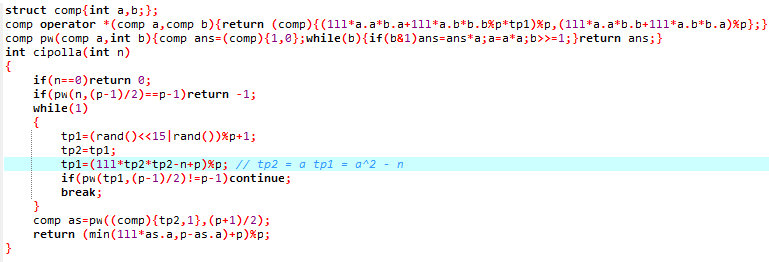 struct comp{int a,b;};
comp operator *(comp a,comp b){return (comp){(1ll*a.a*b.a+1ll*a.b*b.b%p*tp1)%p,(1ll*a.a*b.b+1ll*a.b*b.a)%p};}
comp pw(comp a,int b){comp ans=(comp){1,0};while(b){if(b&1)ans=ans*a;a=a*a;b>>=1;}return ans;}
int cipolla(int n)
{
if(n==0)return 0;
if(pw(n,(p-1)/2)==p-1)return -1;
while(1)
{
tp1=(rand()<<15|rand())%p+1;
tp2=tp1;
tp1=(1ll*tp2*tp2-n+p)%p; // tp2 = a tp1 = a^2 - n
if(pw(tp1,(p-1)/2)!=p-1)continue;
break;
}
comp as=pw((comp){tp2,1},(p+1)/2);
return (min(1ll*as.a,p-as.a)+p)%p;
}